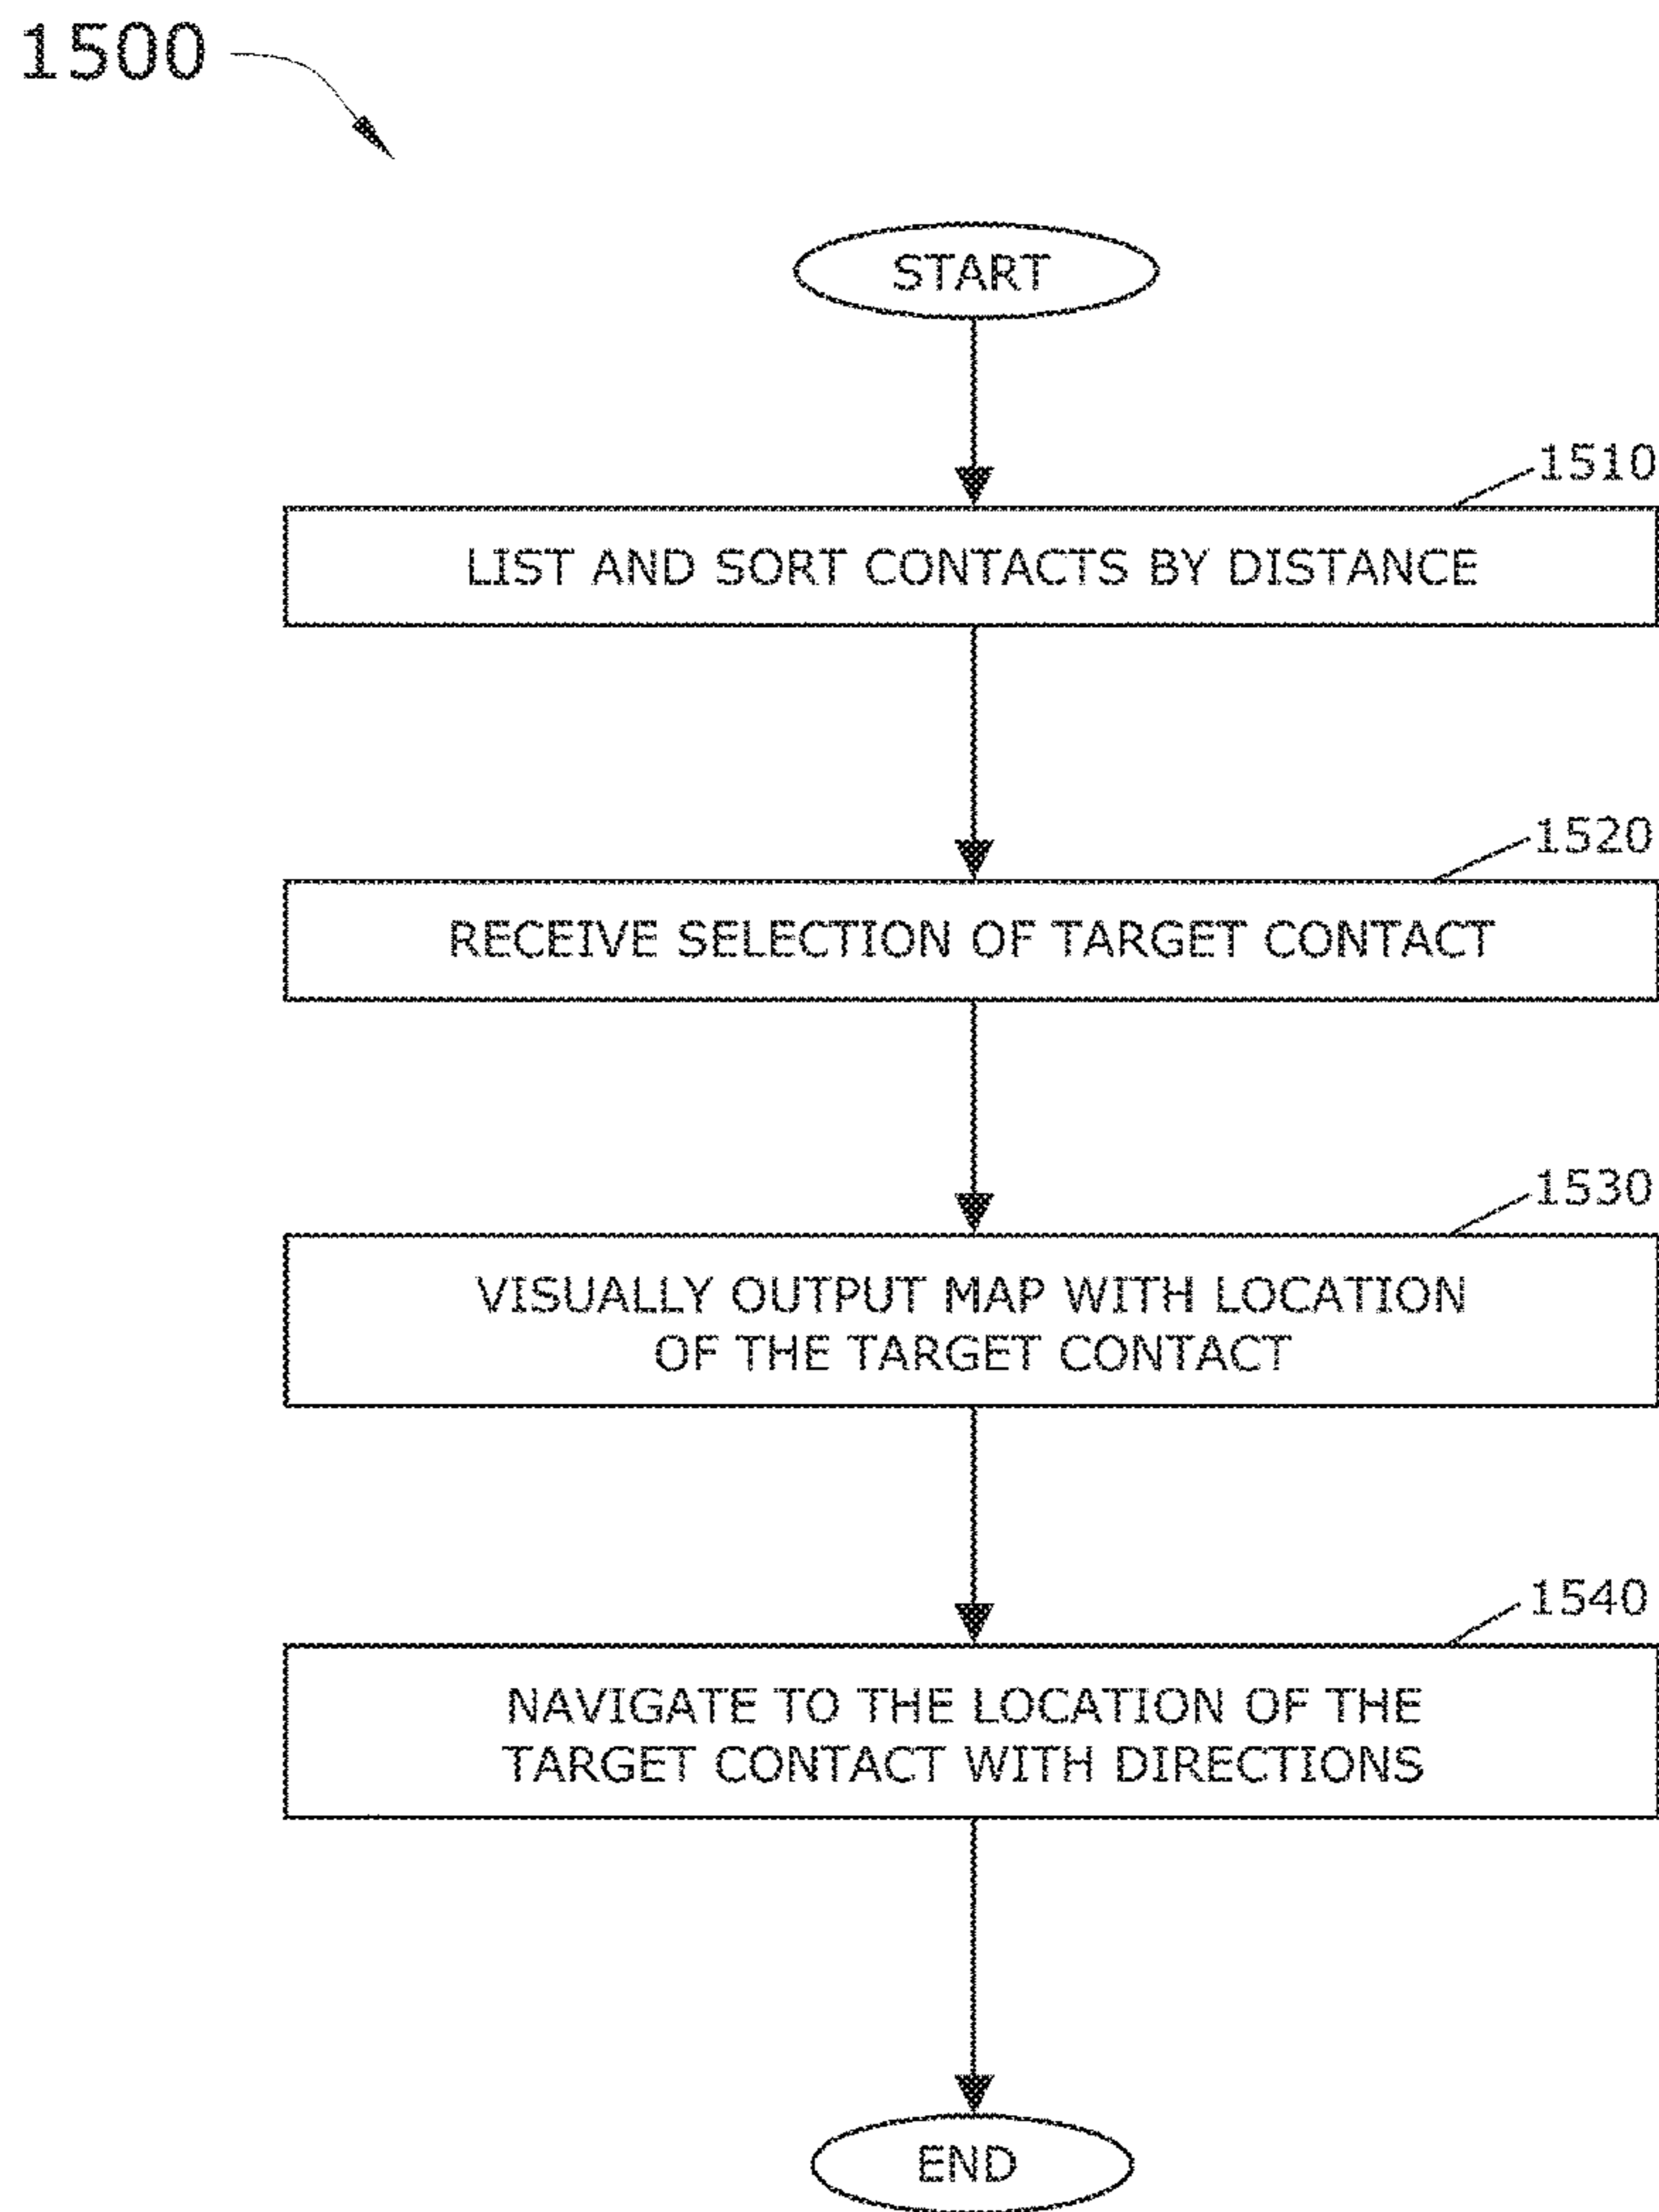 1500
START
1510
LIST AND SORT CONTACTS BY DISTANCE
1520
RECEIVE SELECTION OF TARGET CONTACT
1530
VISUALLY OUTPUT MAP WITH LOCATION
OF THE TARGET CONTACT
1540
NAVIGATE TO THE LOCATION OF THE
TARGET CONTACT WITH DIRECTIONS
END